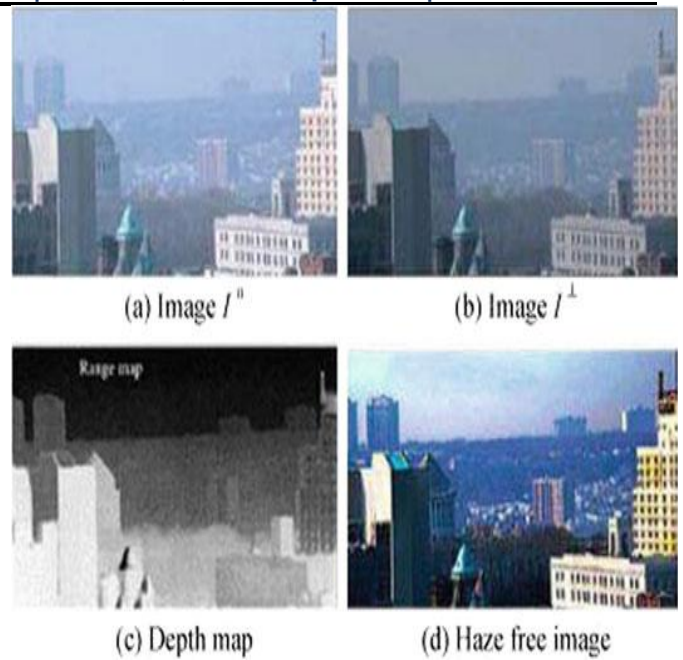 (a) Image I ∥
(b) Image I ⊥
Range map
(c) Depth map
(d) Haze free image